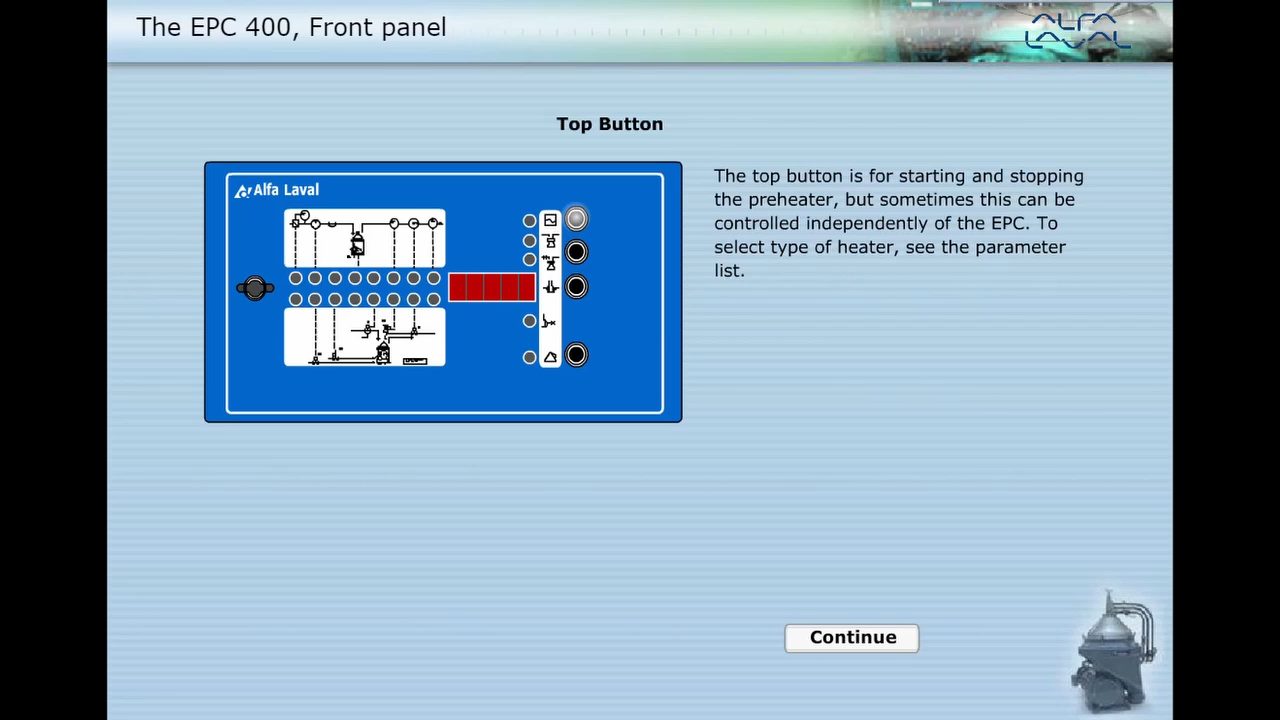 The EPC 400, Front panel
ALFA
LAVAL
Top Button
Alfa Laval
The top button is for starting and stopping
the preheater, but sometimes this can be
controlled independently of the EPC. To
select type of heater, see the parameter
list.
Continue